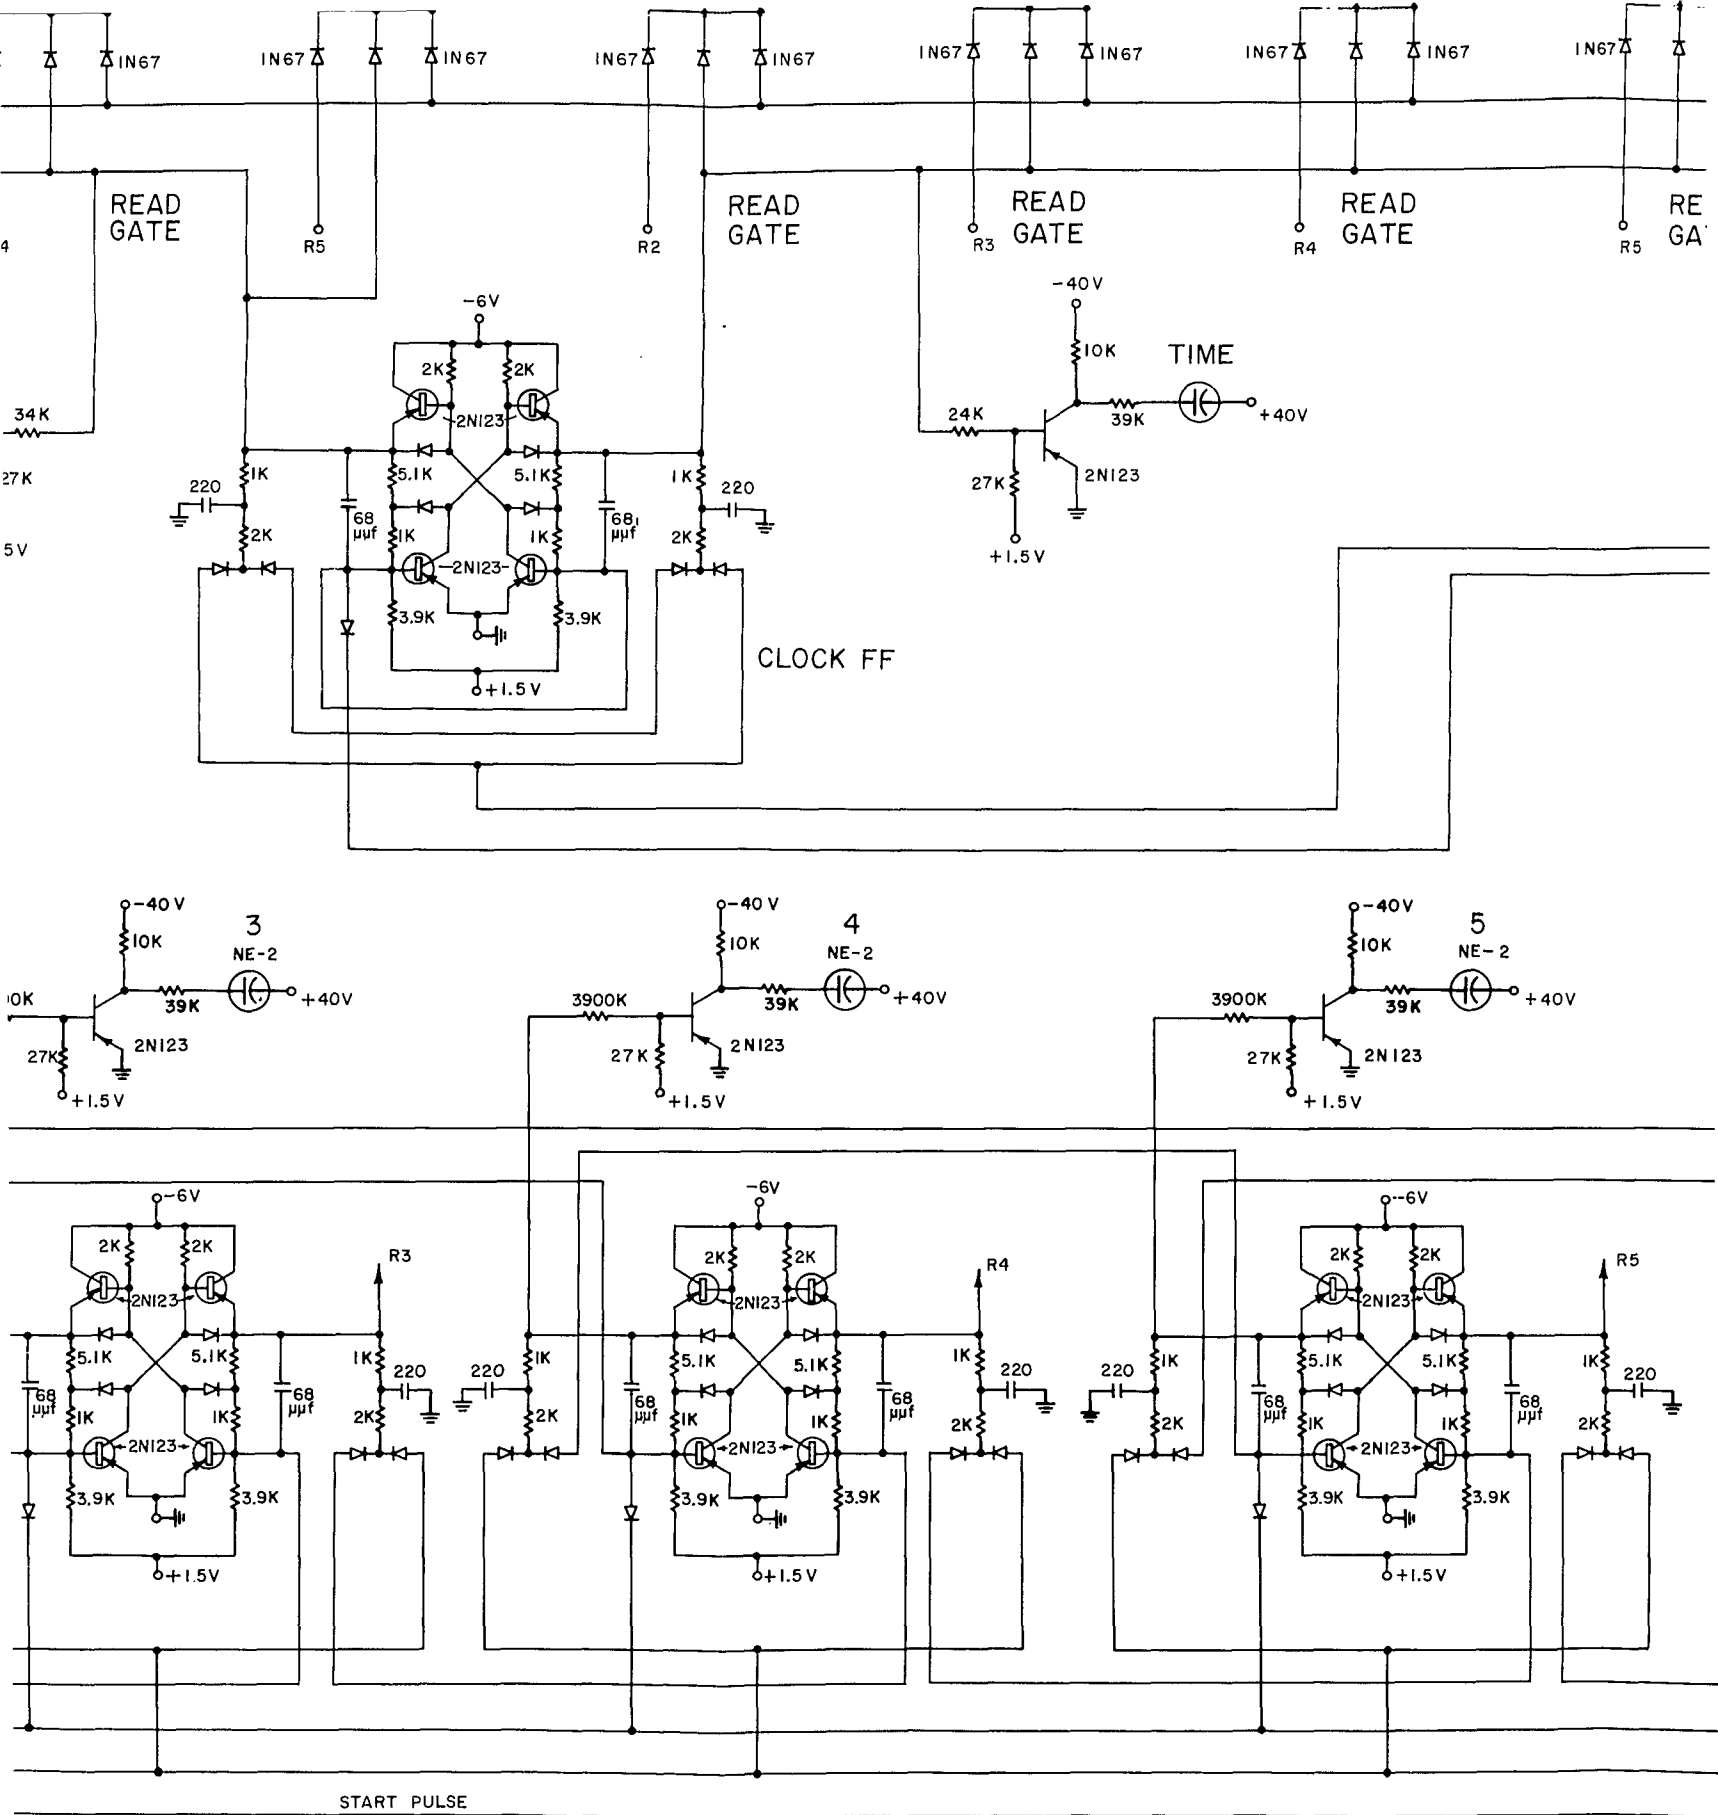 IN67 IN67 IN67 IN67 IN67 IN67 IN67 IN67 IN67 IN67
READ GATE
R5
R2
READ GATE
R3
READ GATE
R4
READ GATE
R5
RE
GA
4
-6V
-40V
10K
TIME
2K 2K
2N123
34K
24K
39K
+40V
27K
1K
5.1K 5.1K
1K
27K
2N123
220
220
68 μμf
68 μμf
5V
2K
1K 1K
2K
+1.5V
2N123
3.9K 3.9K
CLOCK FF
+1.5V
-40V
3
10K
NE-2
-40V
4
10K
NE-2
-40V
5
10K
NE-2
0K
39K
+40V
3900K
39K
+40V
3900K
39K
+40V
27K
2N123
27K
2N123
27K
2N123
+1.5V
+1.5V
+1.5V
-6V
-6V
-6V
2K 2K
R3
2K 2K
R4
2K 2K
R5
2N123
2N123
2N123
5.1K 5.1K
1K
220
220
1K
5.1K 5.1K
1K
220
220
1K
5.1K 5.1K
1K
220
68 μμf
1K 1K
68 μμf
2K
2K
68 μμf
1K 1K
68 μμf
2K
2K
68 μμf
1K 1K
68 μμf
2K
2N123
2N123
2N123
3.9K 3.9K
3.9K 3.9K
3.9K 3.9K
+1.5V
+1.5V
+1.5V
START PULSE